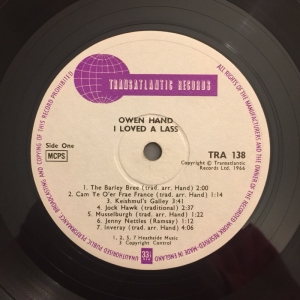 TRANSATLANTIC RECORDS
ALL RIGHTS OF THE MANUFACTURERS AND THE OWNER OF RECORDED WORK RESERVED · MADE IN ENGLAND
UNAUTHORISED PUBLIC PERFORMANCE, BROADCASTING AND COPYING OF THIS RECORD PROHIBITED
OWEN HAND
I LOVED A LASS
Side One
MCPS
TRA 138
Copyright © Transatlantic
Records Ltd. 1966
1. The Barley Bree (trad. arr. Hand) 2:00
2. Cam Ye O'er Frae France (trad. arr. Hand) 1:14
3. Keishmul's Galley 3:41
4. Jock Hawk (traditional) 2:37
5. Musselburgh (trad. arr. Hand) 1:22
6. Jenny Nettles (Ramsay) 1:12
7. Inveray (trad. arr. Hand) 4:06
1, 2, 5, 7 Heathside Music
3 Copyright Control
33⅓